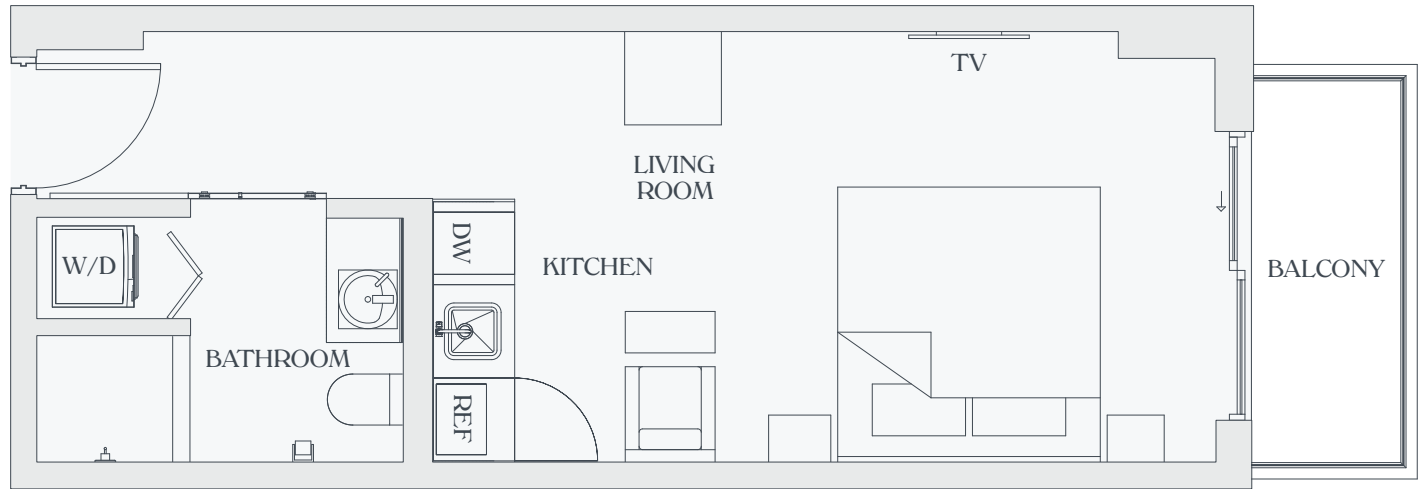 TV
LIVING
ROOM
DW
W/D
KITCHEN
BALCONY
BATHROOM
REF